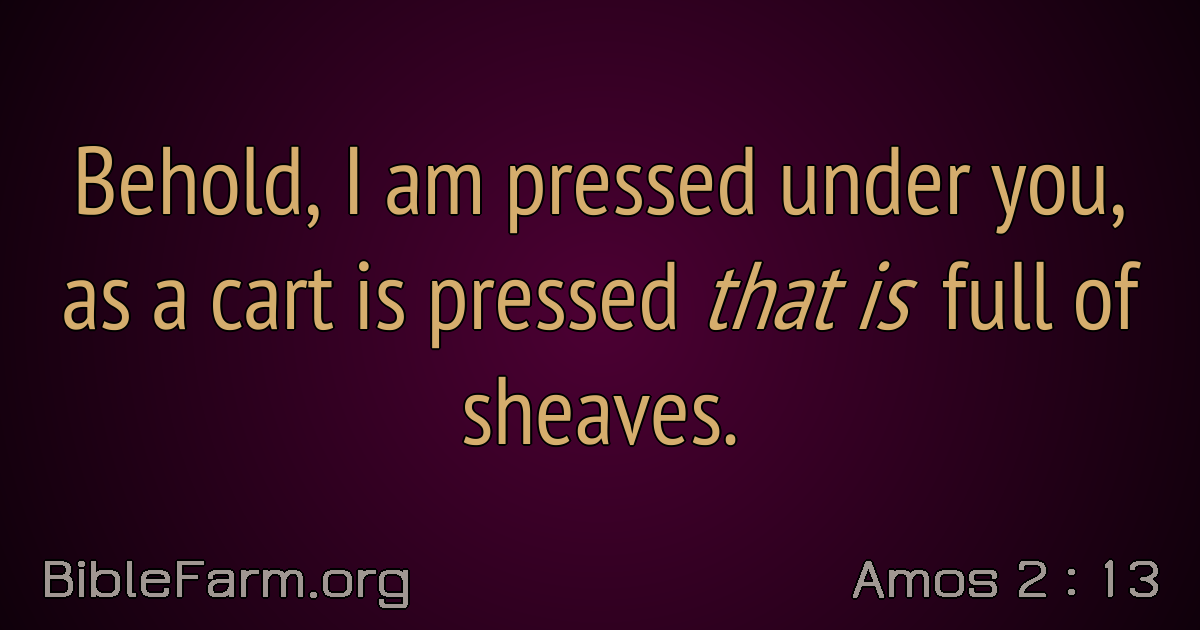 Behold, I am pressed under you,
as a cart is pressed that is full of
sheaves.
BibleFarm.org
Amos 2 : 13